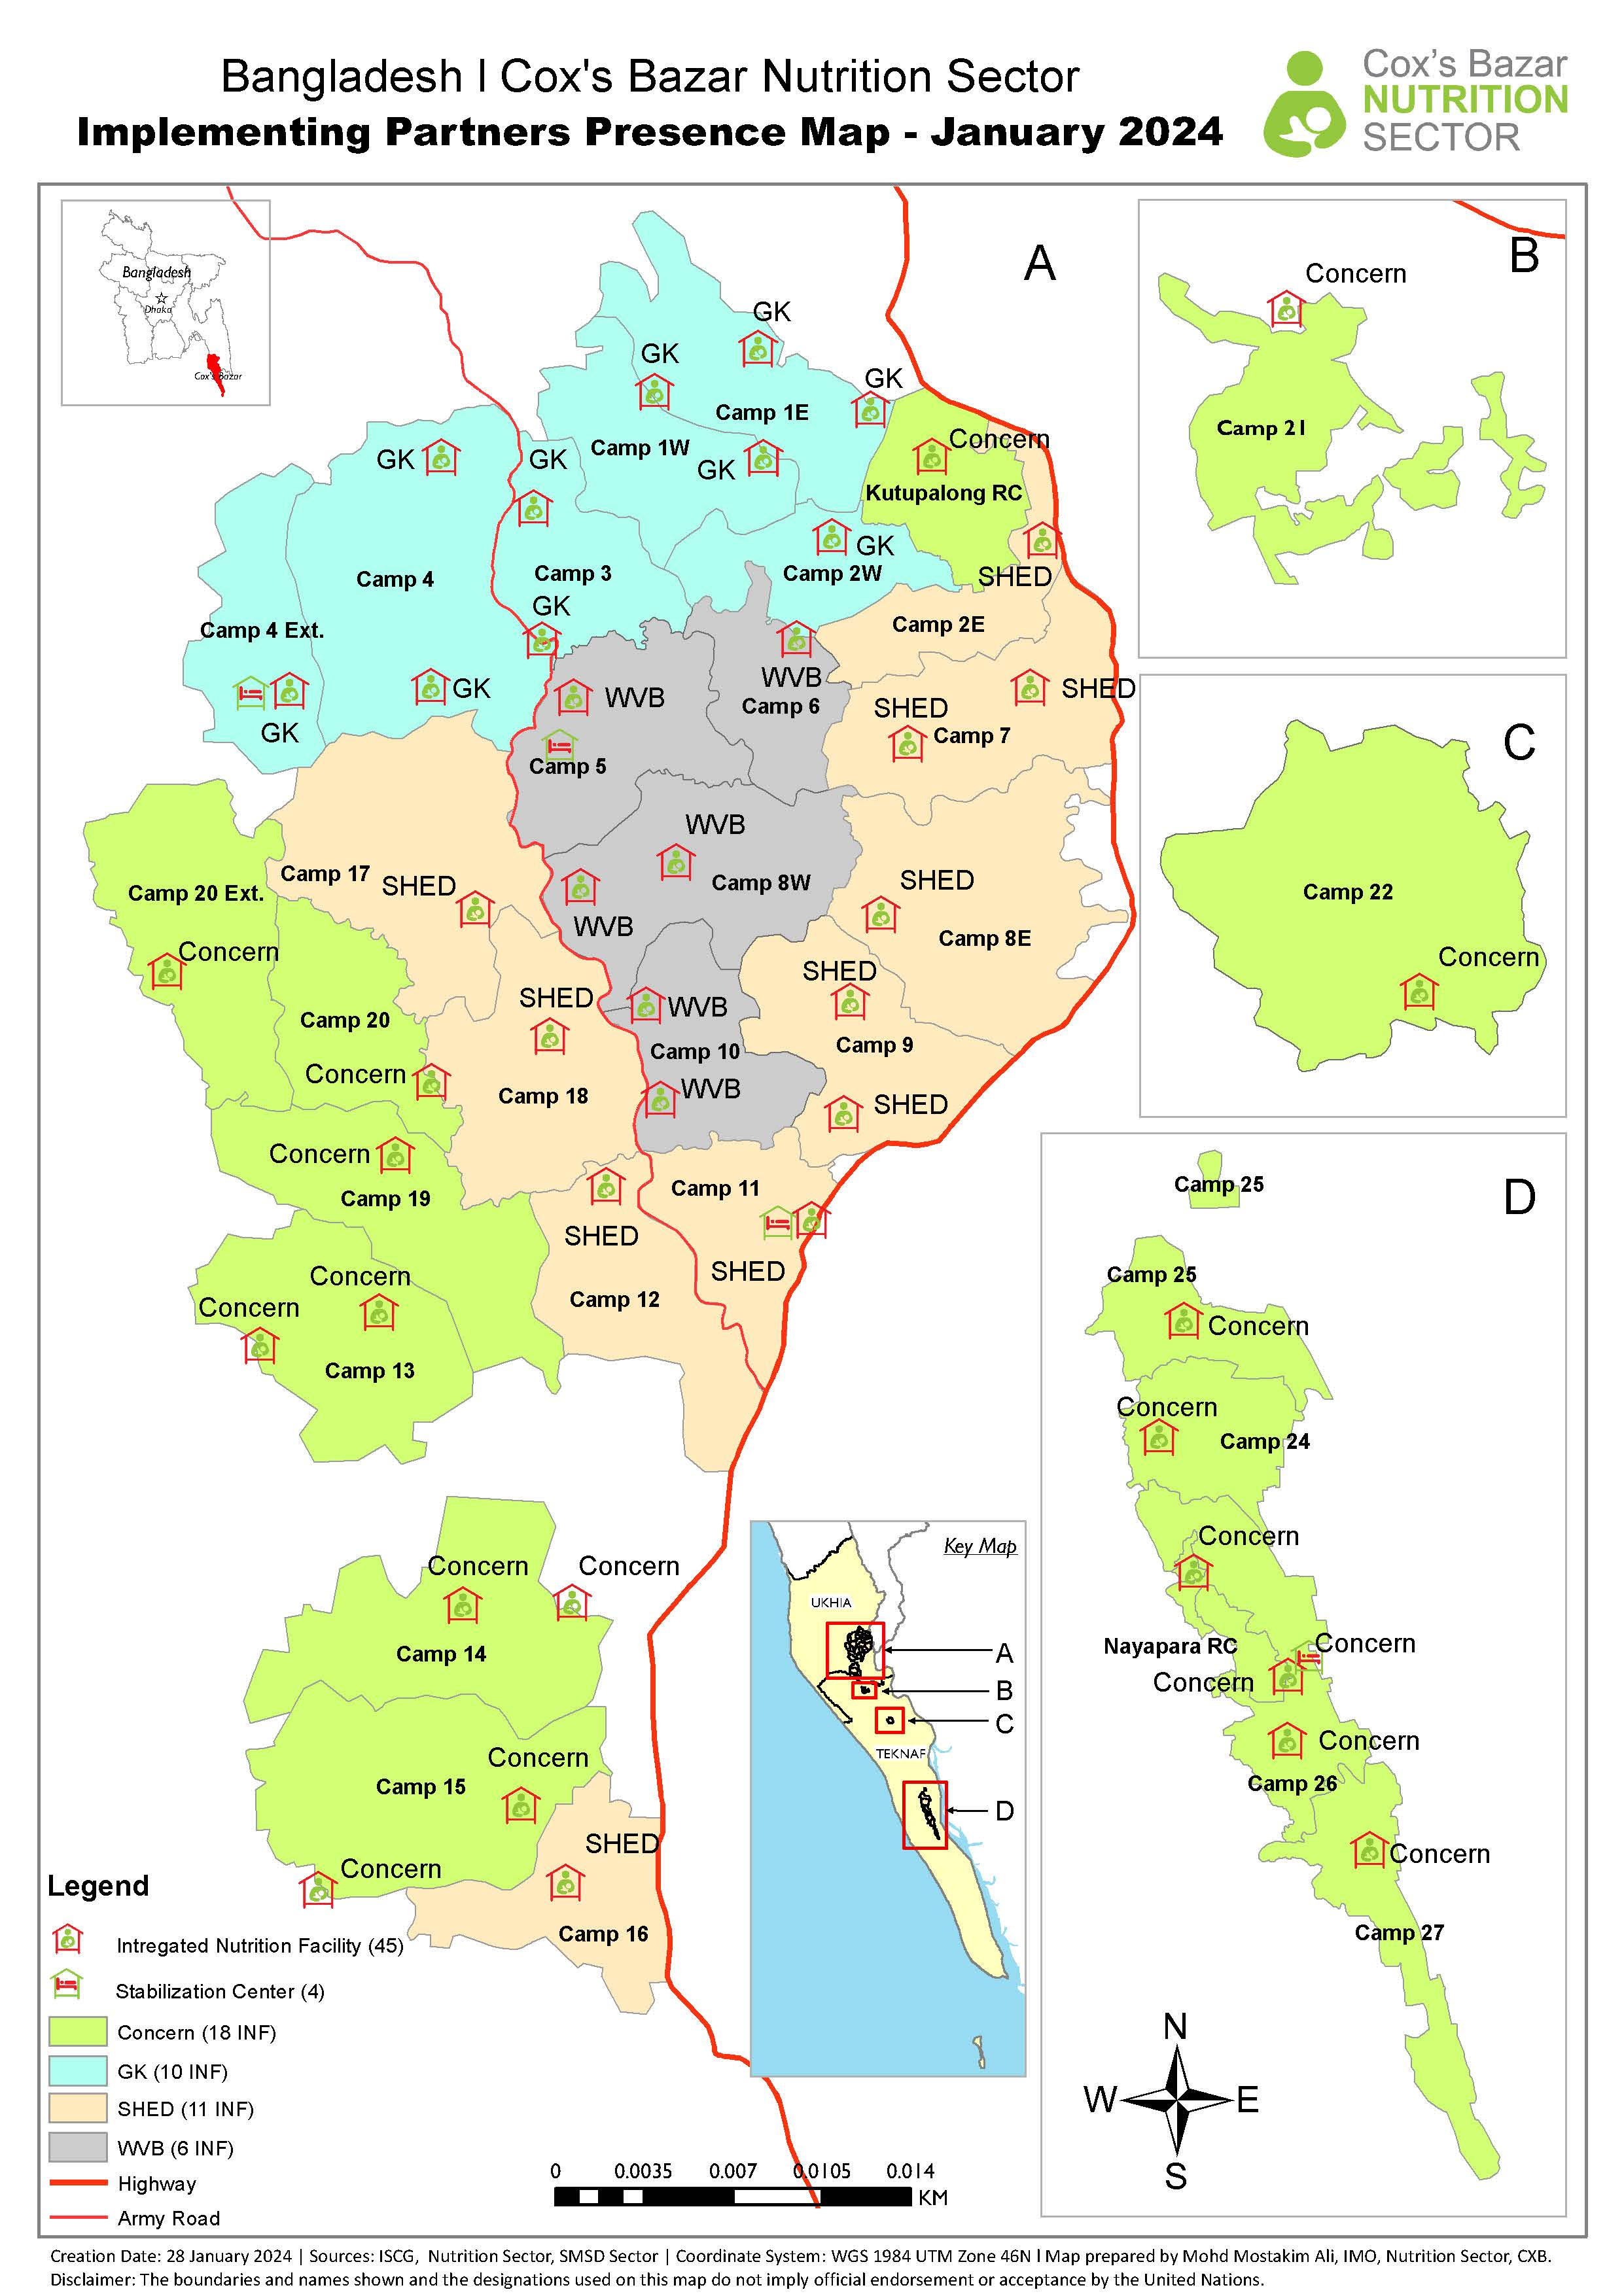 Bangladesh l Cox's Bazar Nutrition Sector
Implementing Partners Presence Map - January 2024
Cox's Bazar
NUTRITION
SECTOR
Bangladesh
Dhaka
Cox's Bazar
A
GK
GK
GK
Camp 1E
Camp 1W
GK
GK
GK
Concern
Kutupalong RC
GK
Camp 2W
SHED
Camp 4
Camp 3
GK
Camp 4 Ext.
GK
GK
Camp 2E
WVB
Camp 6
WVB
Camp 5
SHED
SHED
Camp 7
WVB
Camp 8W
WVB
SHED
Camp 8E
Camp 17
SHED
Camp 20 Ext.
Concern
Camp 20
Concern
SHED
Camp 18
WVB
Camp 10
WVB
SHED
Camp 9
SHED
Concern
Camp 19
Camp 11
SHED
SHED
Camp 12
Concern
Concern
Camp 13
Concern
Concern
Camp 14
Concern
Camp 15
Concern
SHED
Camp 16
B
Concern
Camp 21
C
Camp 22
Concern
D
Camp 25
Camp 25
Concern
Concern
Camp 24
Concern
Nayapara RC
Concern
Concern
Concern
Camp 26
Concern
Camp 27
N
W
E
S
Key Map
UKHIA
A
B
C
TEKNAF
D
Legend
Intregated Nutrition Facility (45)
Stabilization Center (4)
Concern (18 INF)
GK (10 INF)
SHED (11 INF)
WVB (6 INF)
Highway
Army Road
0 0.0035 0.007 0.0105 0.014
KM
Creation Date: 28 January 2024 | Sources: ISCG, Nutrition Sector, SMSD Sector | Coordinate System: WGS 1984 UTM Zone 46N l Map prepared by Mohd Mostakim Ali, IMO, Nutrition Sector, CXB.
Disclaimer: The boundaries and names shown and the designations used on this map do not imply official endorsement or acceptance by the United Nations.